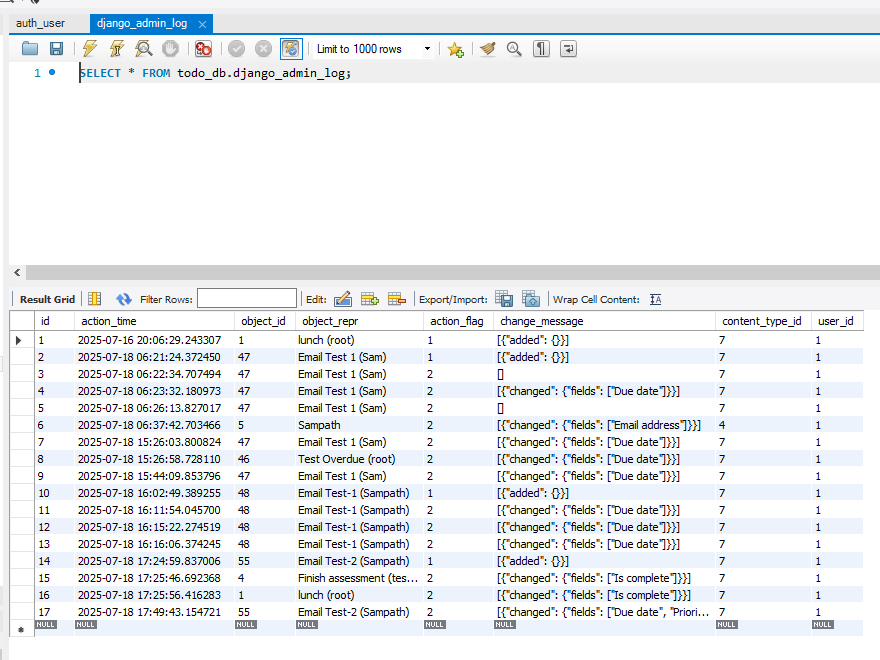 auth_user django_admin_log
Limit to 1000 rows
1 SELECT * FROM todo_db.django_admin_log;
Result Grid Filter Rows: Edit: Export/Import: Wrap Cell Content:
id action_time object_id object_repr action_flag change_message content_type_id user_id
1 2025-07-16 20:06:29.243307 1 lunch (root) 1 [{"added": {}}] 7 1
2 2025-07-18 06:21:24.372450 47 Email Test 1 (Sam) 1 [{"added": {}}] 7 1
3 2025-07-18 06:22:34.707494 47 Email Test 1 (Sam) 2 [] 7 1
4 2025-07-18 06:23:32.180973 47 Email Test 1 (Sam) 2 [{"changed": {"fields": ["Due date"]}}] 7 1
5 2025-07-18 06:26:13.827017 47 Email Test 1 (Sam) 2 [] 7 1
6 2025-07-18 06:37:42.703466 5 Sampath 2 [{"changed": {"fields": ["Email address"]}}] 4 1
7 2025-07-18 15:26:03.800824 47 Email Test 1 (Sam) 2 [{"changed": {"fields": ["Due date"]}}] 7 1
8 2025-07-18 15:26:58.728110 46 Test Overdue (root) 2 [{"changed": {"fields": ["Due date"]}}] 7 1
9 2025-07-18 15:44:09.853796 47 Email Test 1 (Sam) 2 [{"changed": {"fields": ["Due date"]}}] 7 1
10 2025-07-18 16:02:49.389255 48 Email Test-1 (Sampath) 1 [{"added": {}}] 7 1
11 2025-07-18 16:11:54.045700 48 Email Test-1 (Sampath) 2 [{"changed": {"fields": ["Due date"]}}] 7 1
12 2025-07-18 16:15:22.274519 48 Email Test-1 (Sampath) 2 [{"changed": {"fields": ["Due date"]}}] 7 1
13 2025-07-18 16:16:06.374245 48 Email Test-1 (Sampath) 2 [{"changed": {"fields": ["Due date"]}}] 7 1
14 2025-07-18 17:24:59.837006 55 Email Test-2 (Sampath) 1 [{"added": {}}] 7 1
15 2025-07-18 17:25:46.692368 4 Finish assessment (tes... 2 [{"changed": {"fields": ["Is complete"]}}] 7 1
16 2025-07-18 17:25:56.416283 1 lunch (root) 2 [{"changed": {"fields": ["Is complete"]}}] 7 1
17 2025-07-18 17:49:43.154721 55 Email Test-2 (Sampath) 2 [{"changed": {"fields": ["Due date", "Priori... 7 1
NULL NULL NULL NULL NULL NULL NULL NULL